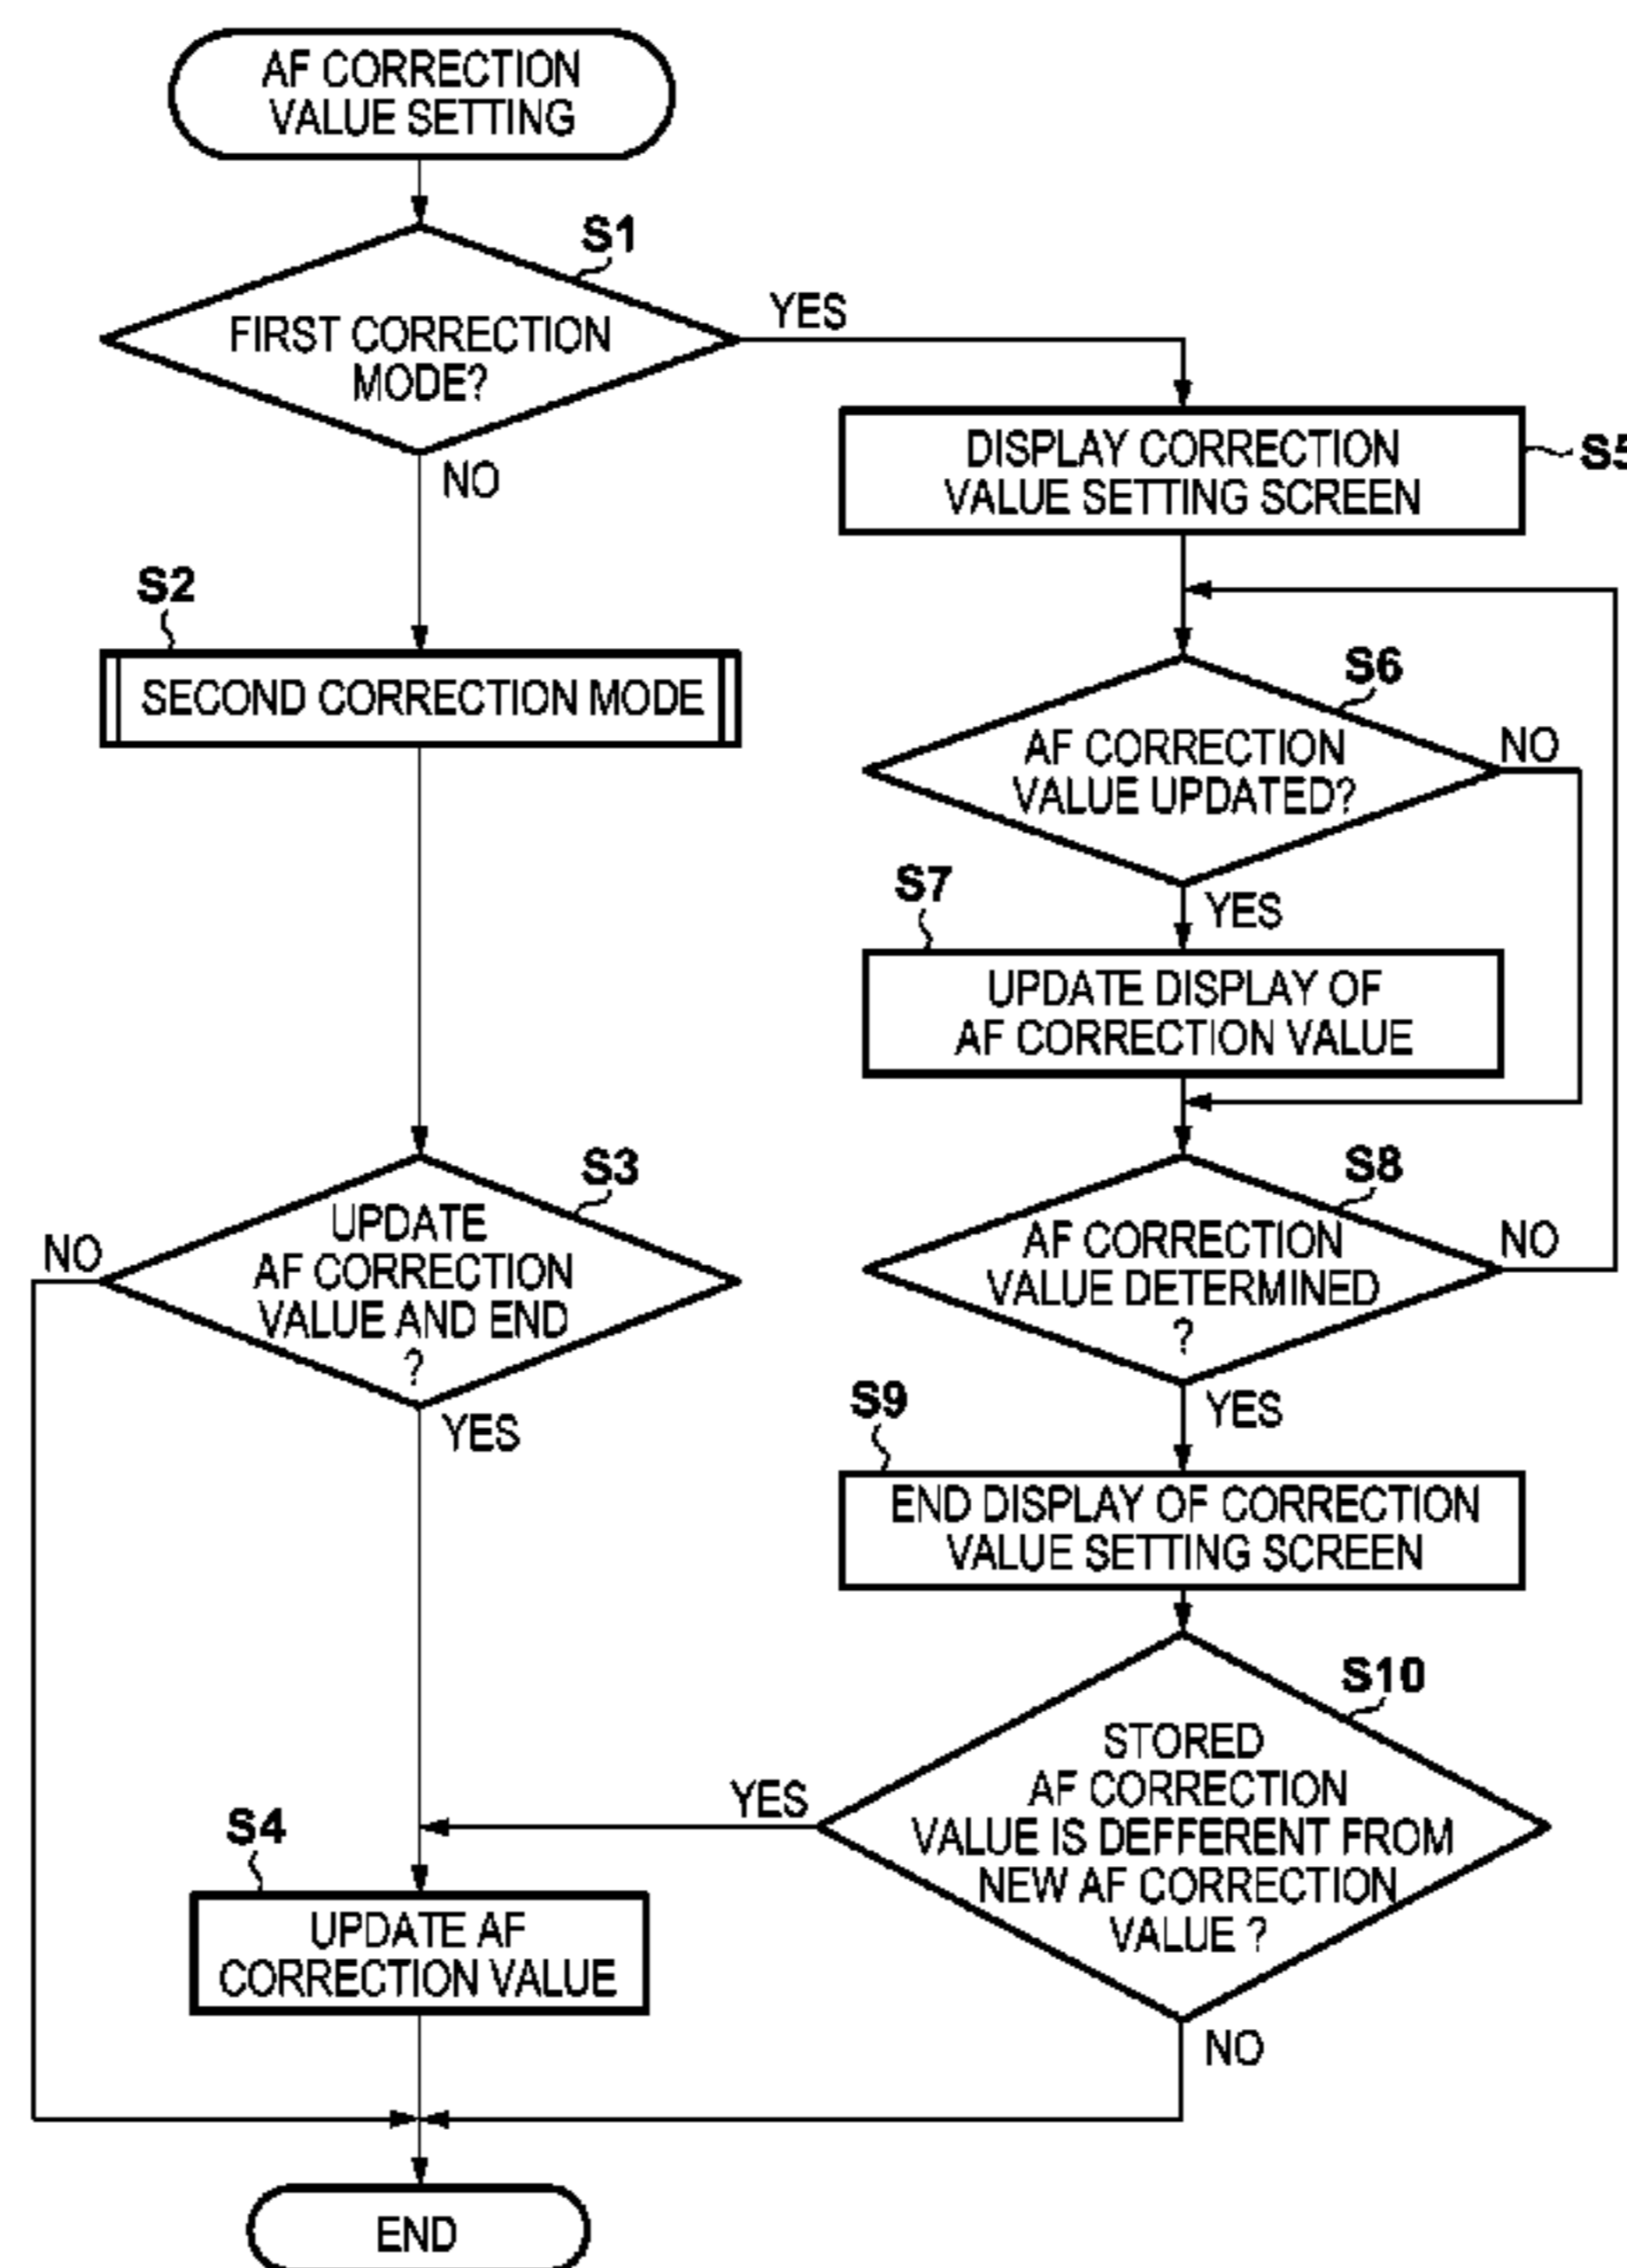 AF CORRECTION
VALUE SETTING
S1
FIRST CORRECTION
MODE?
YES
NO
S2
SECOND CORRECTION MODE
S3
UPDATE
AF CORRECTION
VALUE AND END
?
NO
YES
S4
UPDATE AF
CORRECTION VALUE
END
DISPLAY CORRECTION
VALUE SETTING SCREEN
S5
S6
AF CORRECTION
VALUE UPDATED?
NO
YES
S7
UPDATE DISPLAY OF
AF CORRECTION VALUE
S8
AF CORRECTION
VALUE DETERMINED
?
NO
YES
S9
END DISPLAY OF CORRECTION
VALUE SETTING SCREEN
S10
STORED
AF CORRECTION
VALUE IS DEFFERENT FROM
NEW AF CORRECTION
VALUE ?
YES
NO